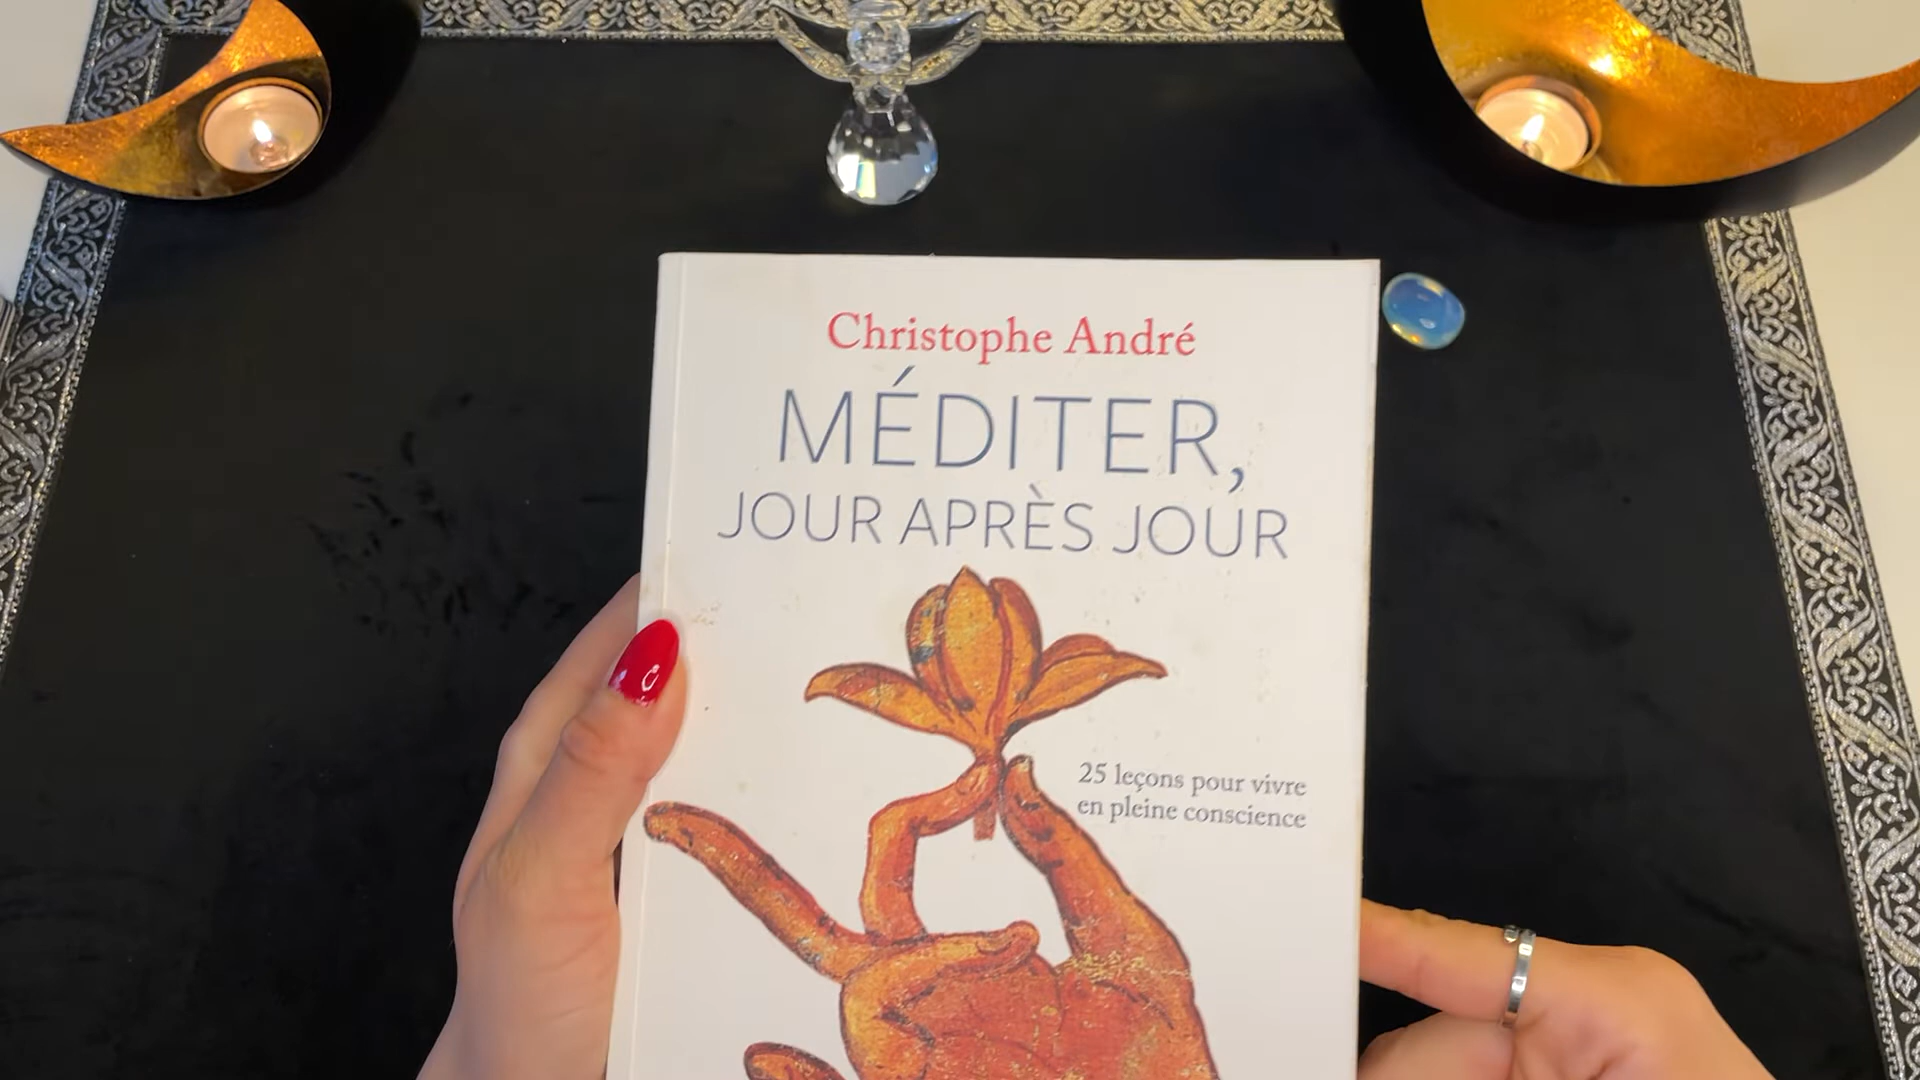 Christophe André
MÉDITER,
JOUR APRÈS JOUR
25 leçons pour vivre
en pleine conscience